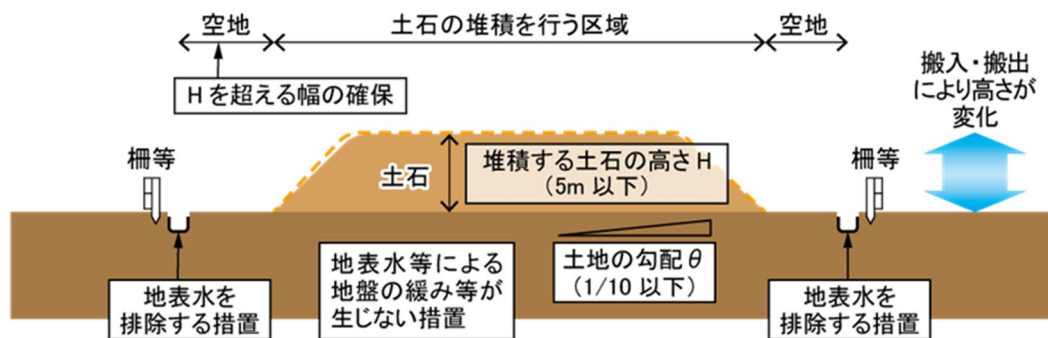 空地
土石の堆積を行う区域
空地
Hを超える幅の確保
搬入・搬出
により高さが
変化
柵等
土石
堆積する土石の高さH
(5m 以下)
柵等
地表水を
排除する措置
地表水等による
地盤の緩み等が
生じない措置
土地の勾配θ
(1/10 以下)
地表水を
排除する措置